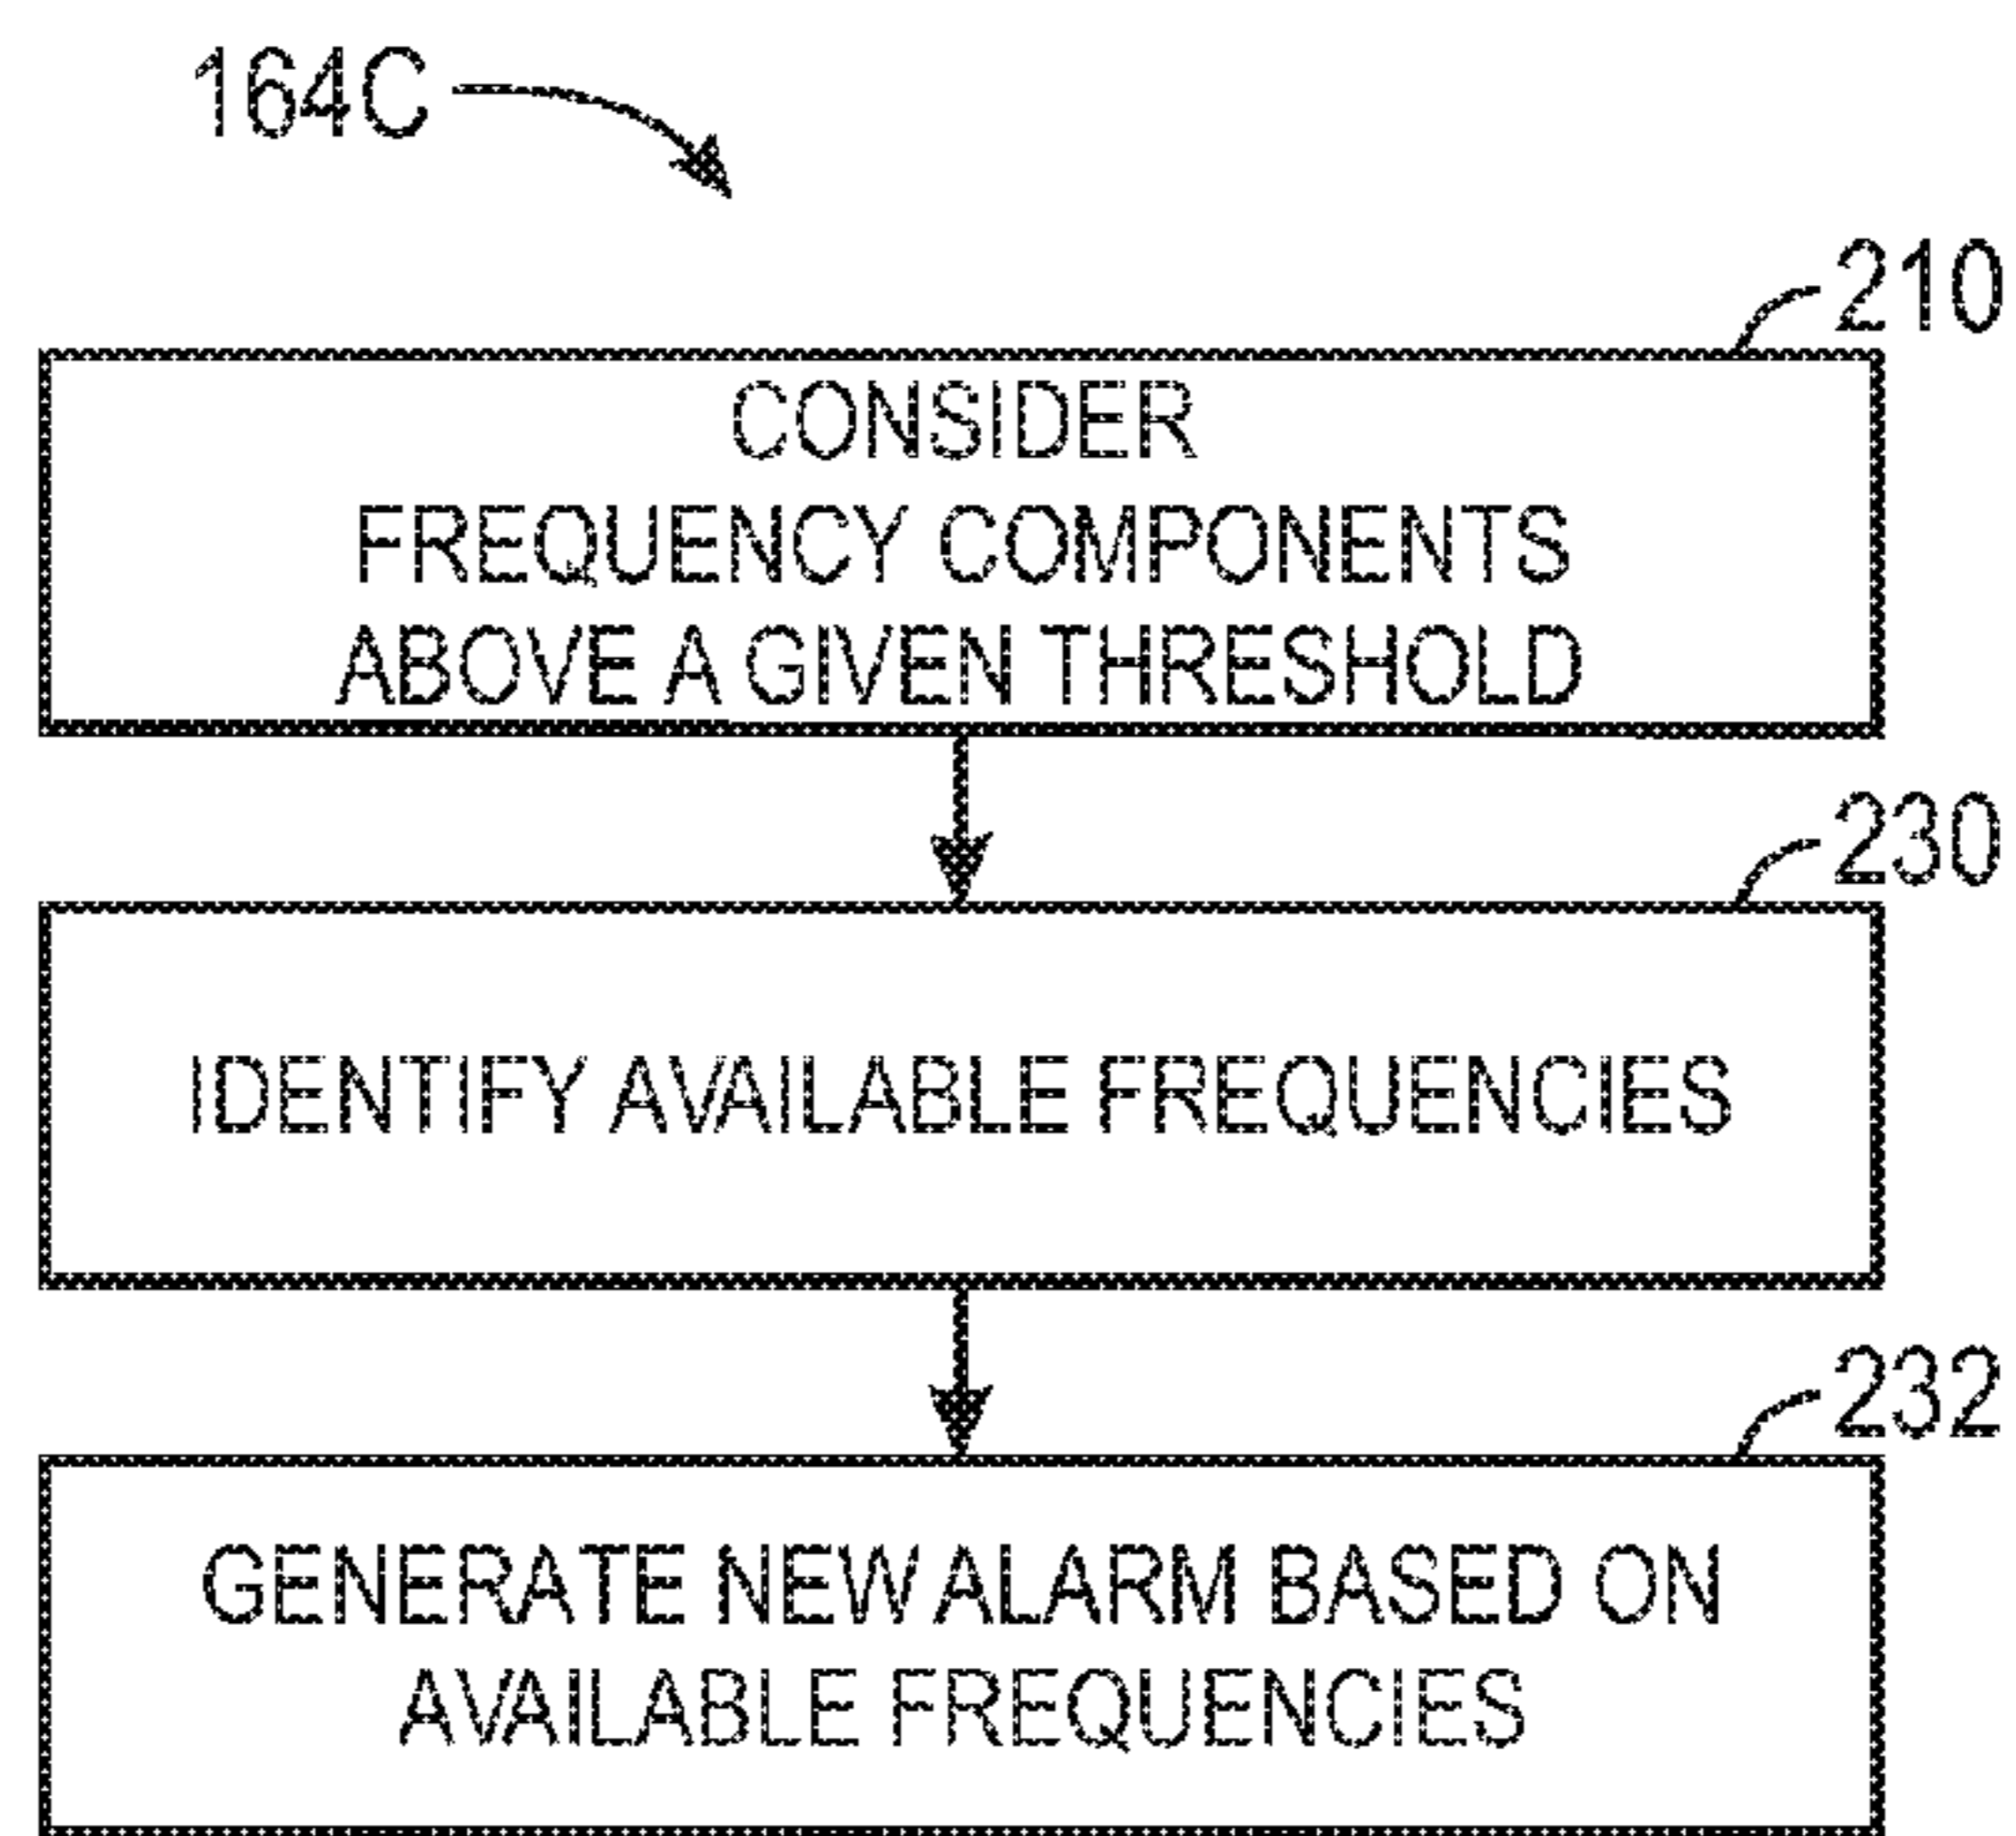 164C
210
CONSIDER
FREQUENCY COMPONENTS
ABOVE A GIVEN THRESHOLD
230
IDENTIFY AVAILABLE FREQUENCIES
232
GENERATE NEW ALARM BASED ON
AVAILABLE FREQUENCIES